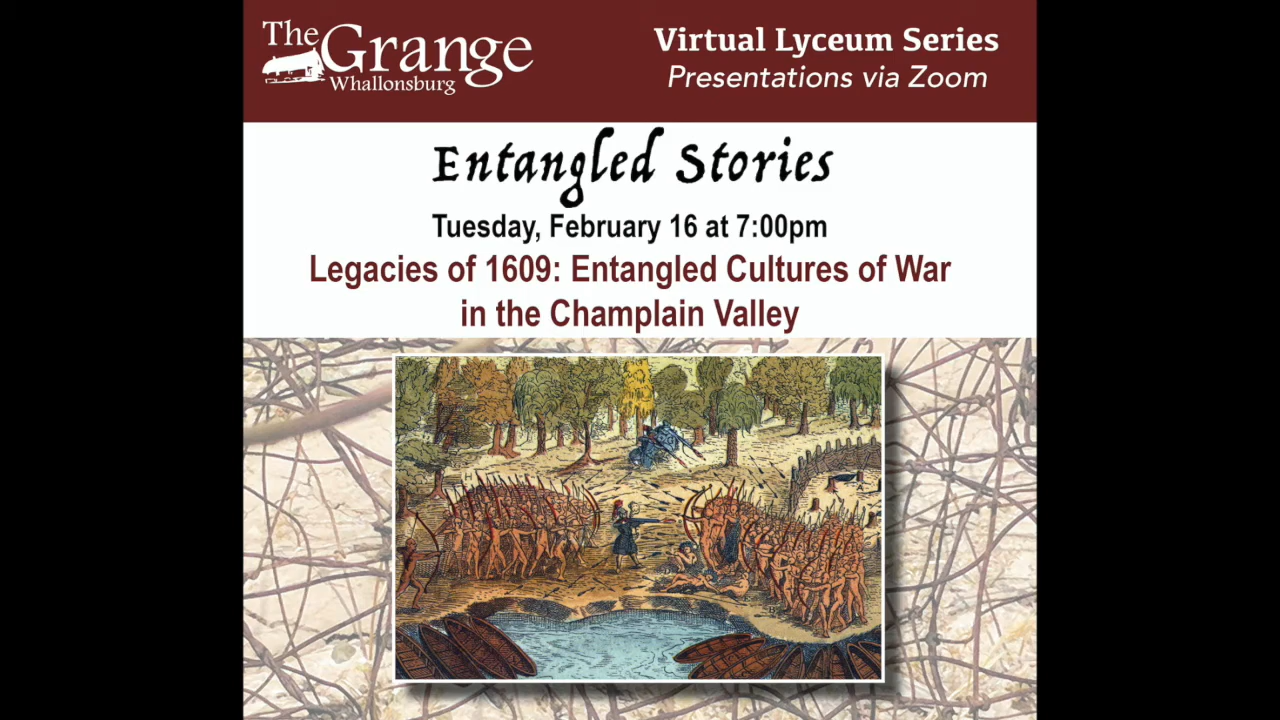 The
Grange
Whallonsburg
Virtual Lyceum Series
Presentations via Zoom
Entangled Stories
Tuesday, February 16 at 7:00pm
Legacies of 1609: Entangled Cultures of War
in the Champlain Valley